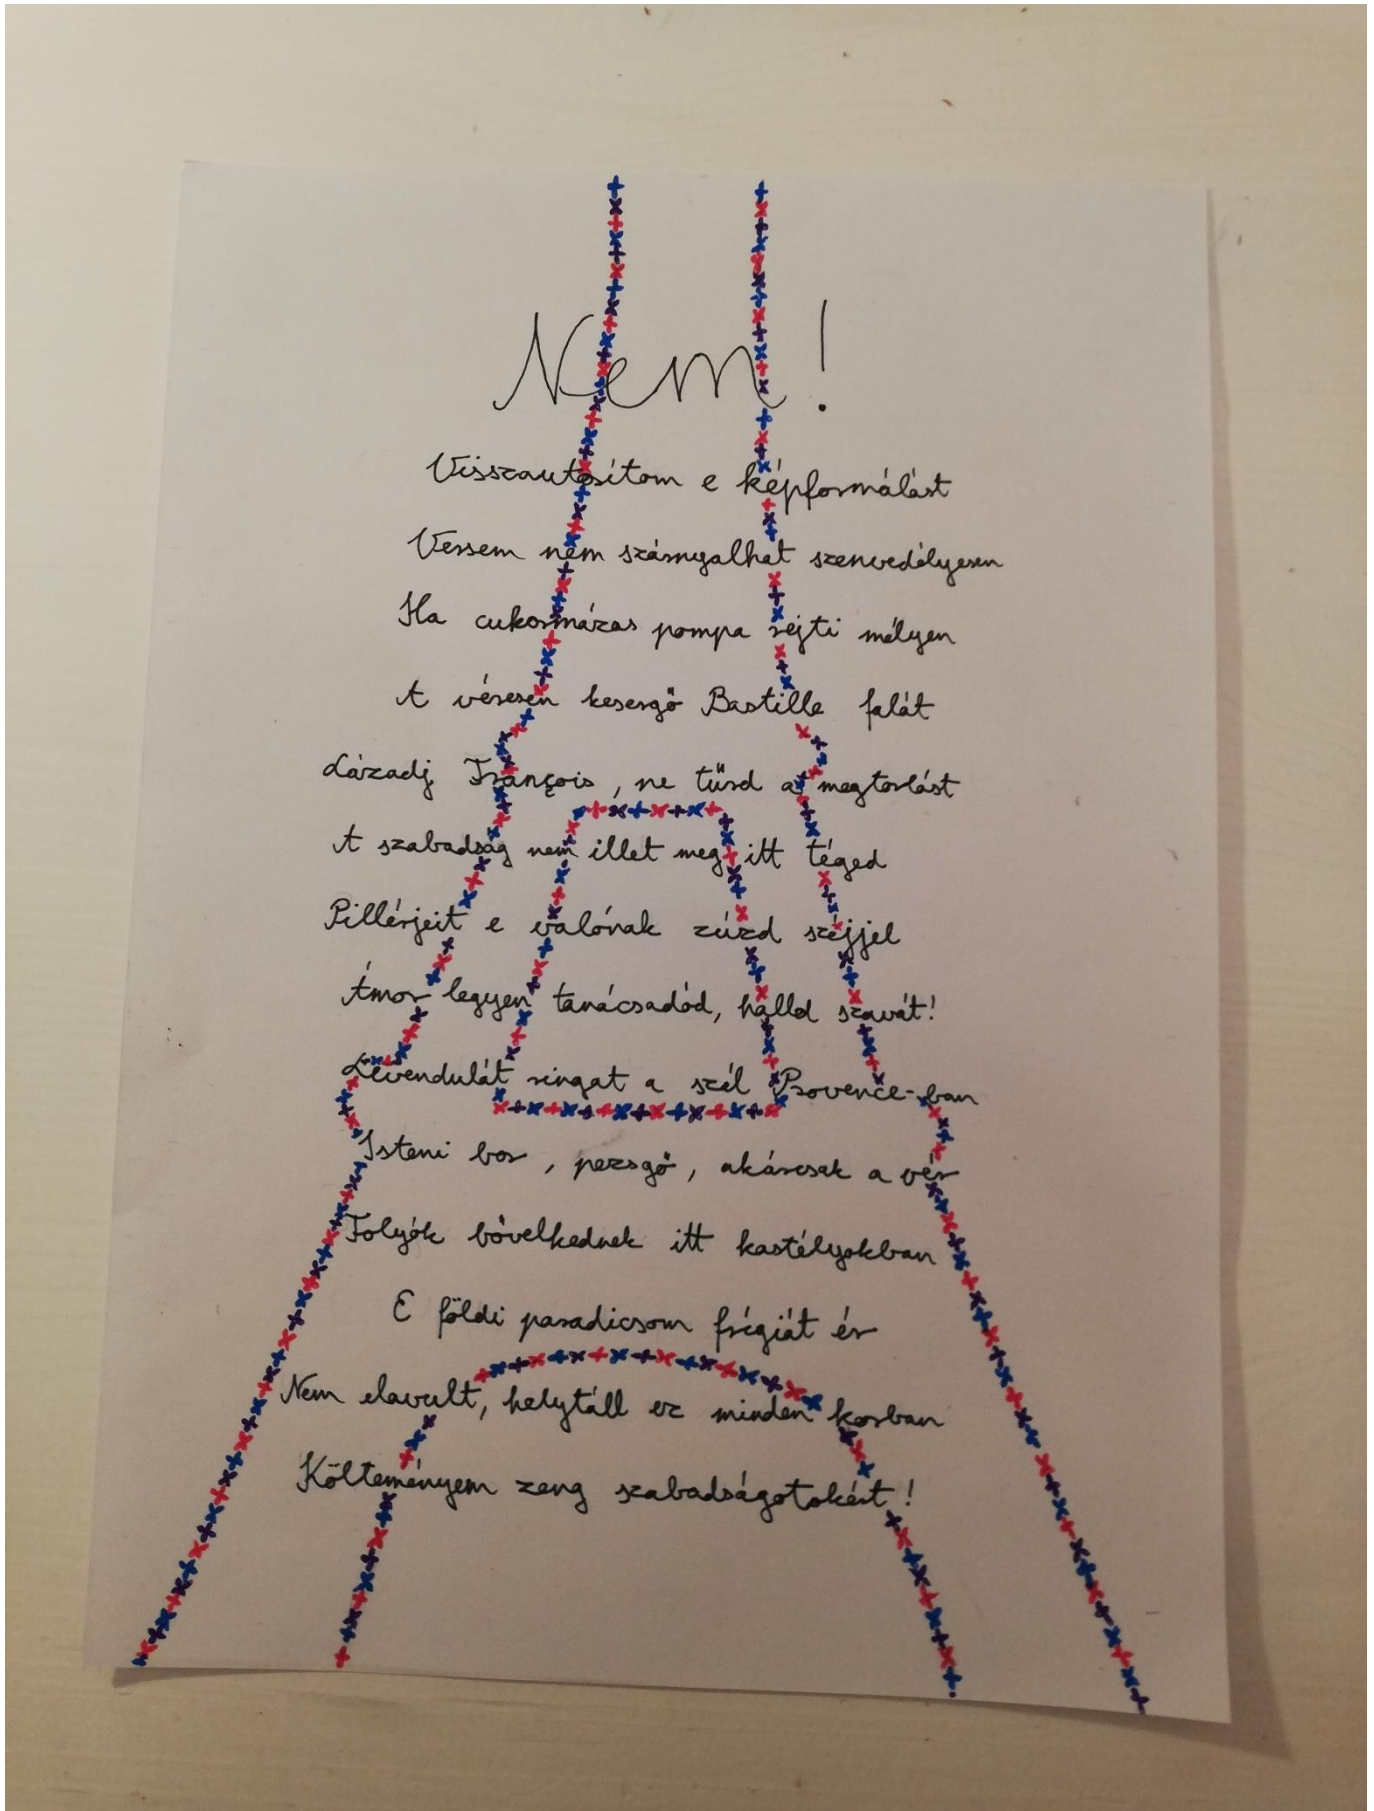 Nem!
Visszautasítom e képformálást
Versem nem szárnyalhat szenvedélyesen
Ha cukormázas pompa rejti mélyen
A véresen kesergő Bastille falát
Lázadj François, ne tűrd a megtorlást
A szabadság nem illet meg itt téged
Pillérjeit e valónak zúzd széjjel
Ámor legyen tanácsadód, halld szavát!
Levendulát ringat a szél Provence-ban
Isteni bor, pezsgő, akárcsak a vér
Folyók bővelkednek itt kastélyokban
E földi paradicsom frígiát ér
Nem elavult, helytáll ez minden korban
Költeményem zeng szabadságotokért!